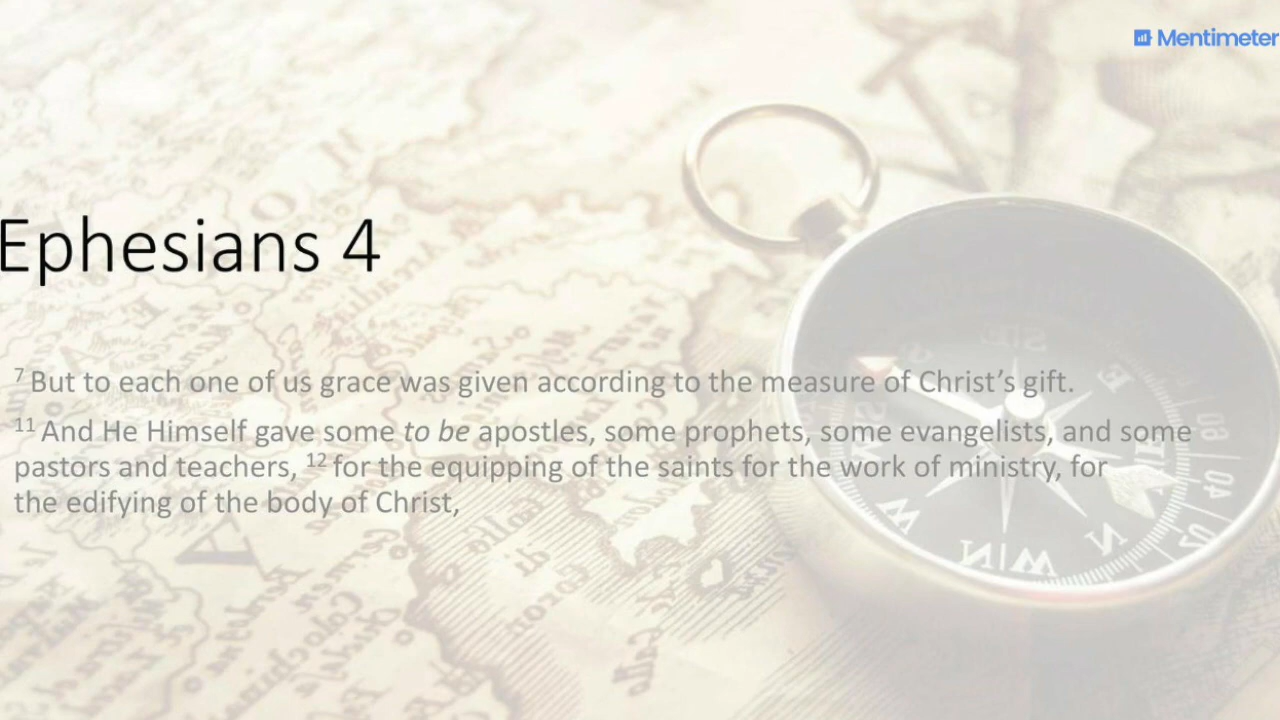 Mentimeter
Ephesians 4
7 But to each one of us grace was given according to the measure of Christ’s gift.
11 And He Himself gave some to be apostles, some prophets, some evangelists, and some
pastors and teachers, 12 for the equipping of the saints for the work of ministry, for
the edifying of the body of Christ,